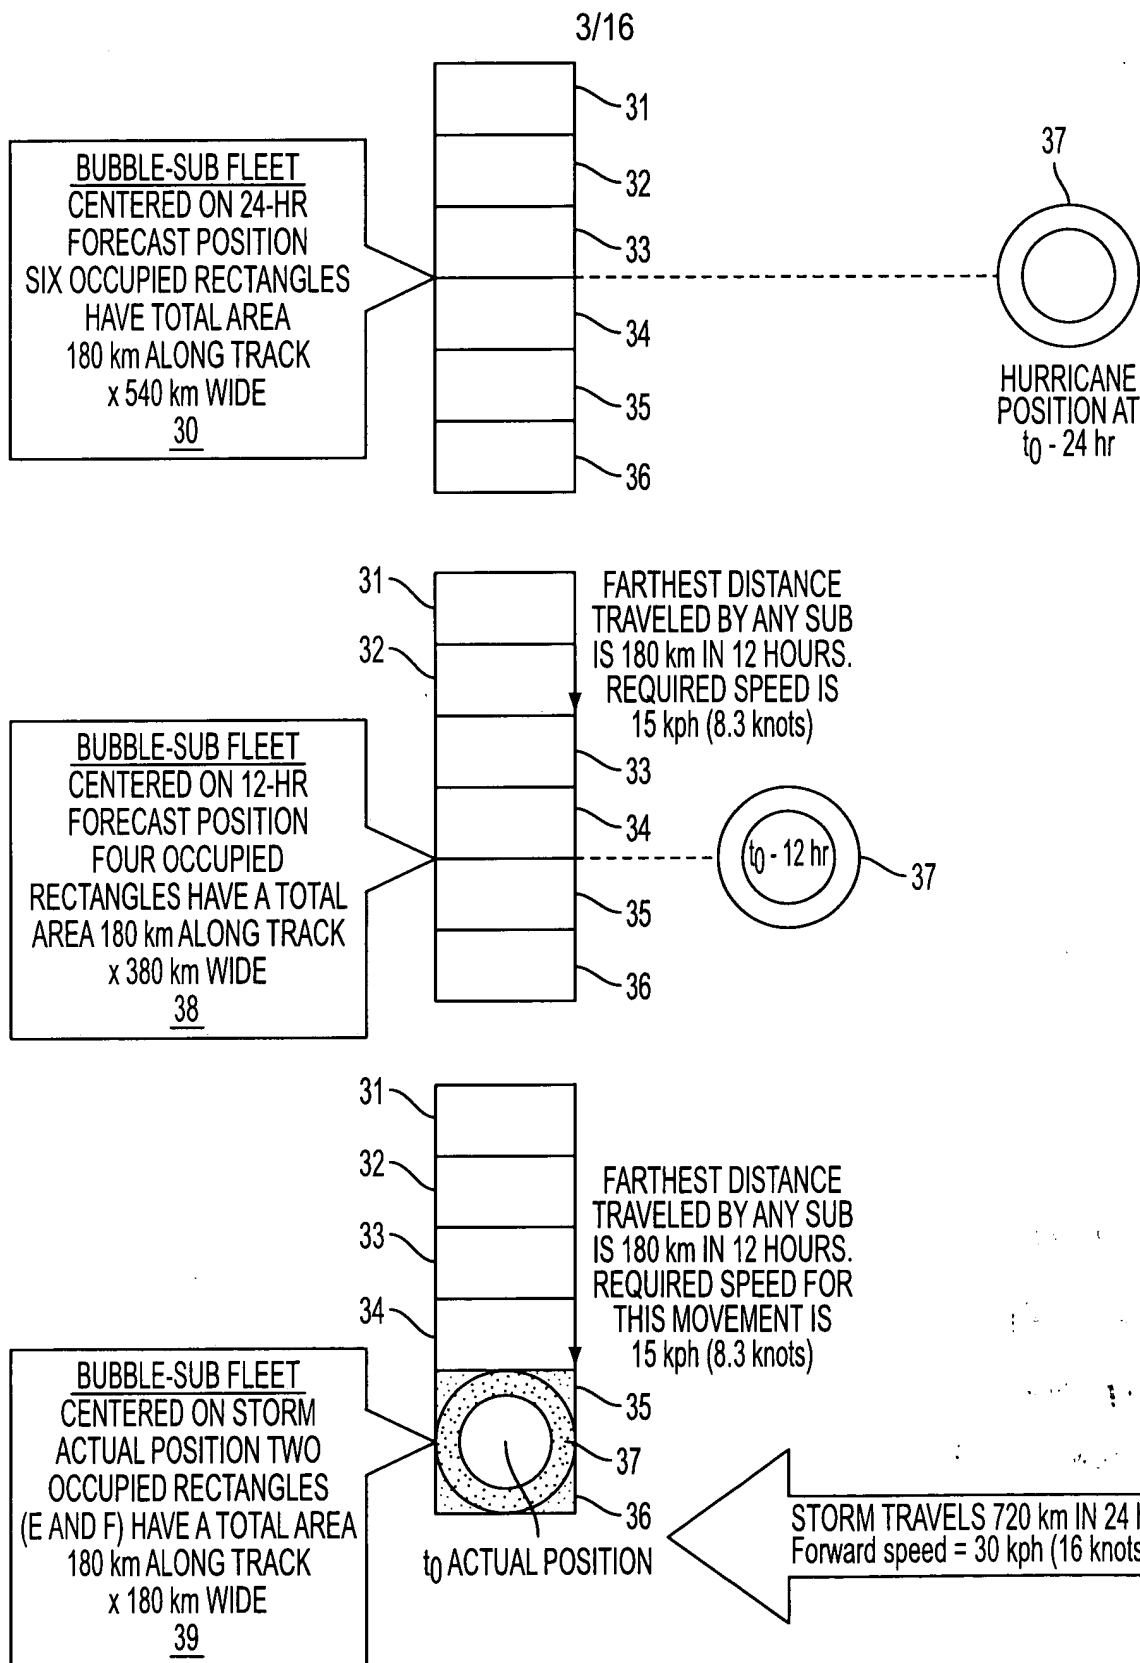 3/16
31
32
33
34
35
36
BUBBLE-SUB FLEET
CENTERED ON 24-HR
FORECAST POSITION
SIX OCCUPIED RECTANGLES
HAVE TOTAL AREA
180 km ALONG TRACK
x 540 km WIDE
30
37
HURRICANE
POSITION AT
t0 - 24 hr
31
32
FARTHEST DISTANCE
TRAVELED BY ANY SUB
IS 180 km IN 12 HOURS.
REQUIRED SPEED IS
15 kph (8.3 knots)
33
34
35
36
BUBBLE-SUB FLEET
CENTERED ON 12-HR
FORECAST POSITION
FOUR OCCUPIED
RECTANGLES HAVE A TOTAL
AREA 180 km ALONG TRACK
x 380 km WIDE
38
t0 - 12 hr
37
31
32
33
34
FARTHEST DISTANCE
TRAVELED BY ANY SUB
IS 180 km IN 12 HOURS.
REQUIRED SPEED FOR
THIS MOVEMENT IS
15 kph (8.3 knots)
35
37
36
BUBBLE-SUB FLEET
CENTERED ON STORM
ACTUAL POSITION TWO
OCCUPIED RECTANGLES
(E AND F) HAVE A TOTAL AREA
180 km ALONG TRACK
x 180 km WIDE
39
t0 ACTUAL POSITION
STORM TRAVELS 720 km IN 24
Forward speed = 30 kph (16 knots